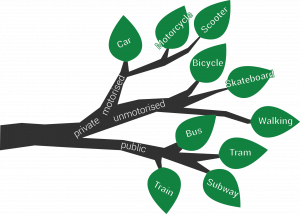 Car
Motorcycle
Scooter
Bicycle
Skateboard
Walking
motorised
unmotorised
private
public
Bus
Tram
Subway
Train